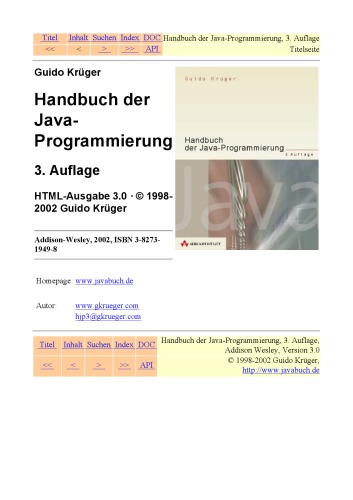 Titel Inhalt Suchen Index DOC Handbuch der Java-Programmierung, 3. Auflage
<< < > >> API Titelseite
Guido Krüger
Handbuch der
Java-
Programmierung
3. Auflage
HTML-Ausgabe 3.0 · © 1998-
2002 Guido Krüger
Addison-Wesley, 2002, ISBN 3-8273-
1949-8
Guido Krüger
Handbuch
der Java-Programmierung
3. Auflage
Java
ADDISON-WESLEY
Homepage: www.javabuch.de
Autor: www.gkrueger.com
hjp3@gkrueger.com
Titel Inhalt Suchen Index DOC Handbuch der Java-Programmierung, 3. Auflage,
Addison Wesley, Version 3.0
<< < > >> API © 1998-2002 Guido Krüger,
http://www.javabuch.de